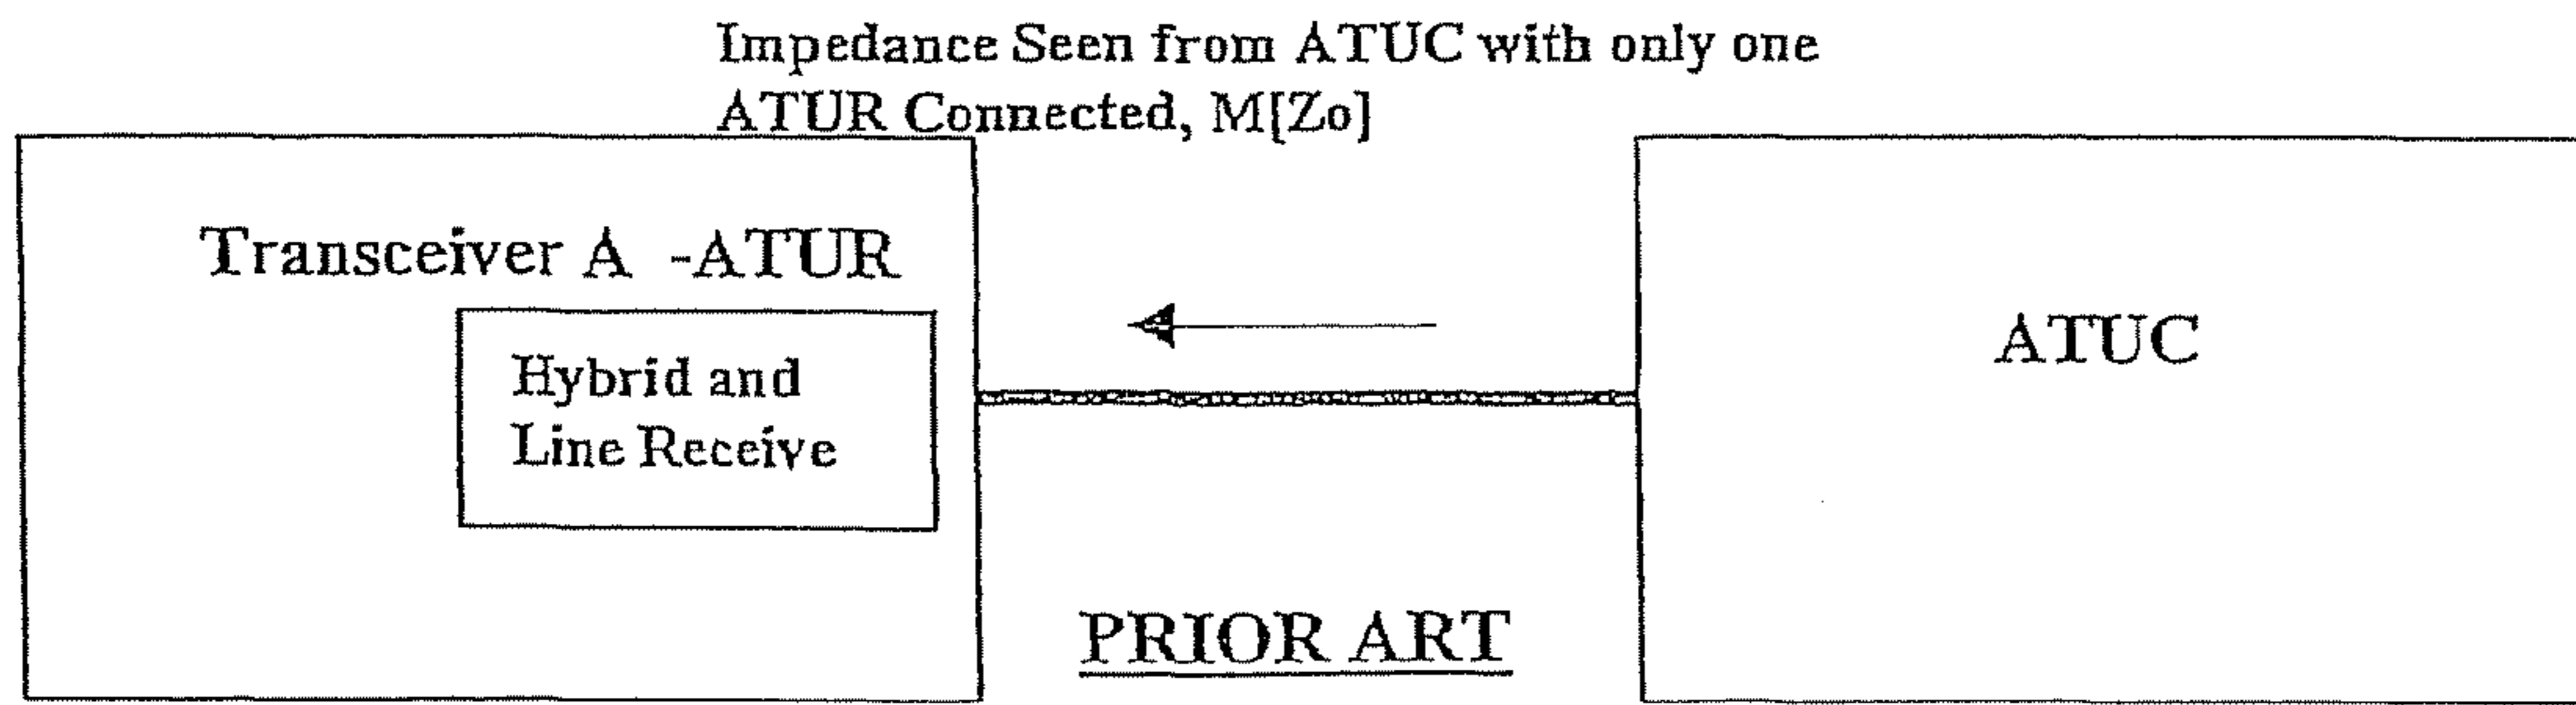 Impedance Seen from ATUC with only one
ATUR Connected, M[Zo]
Transceiver A -ATUR
Hybrid and
Line Receive
ATUC
PRIOR ART